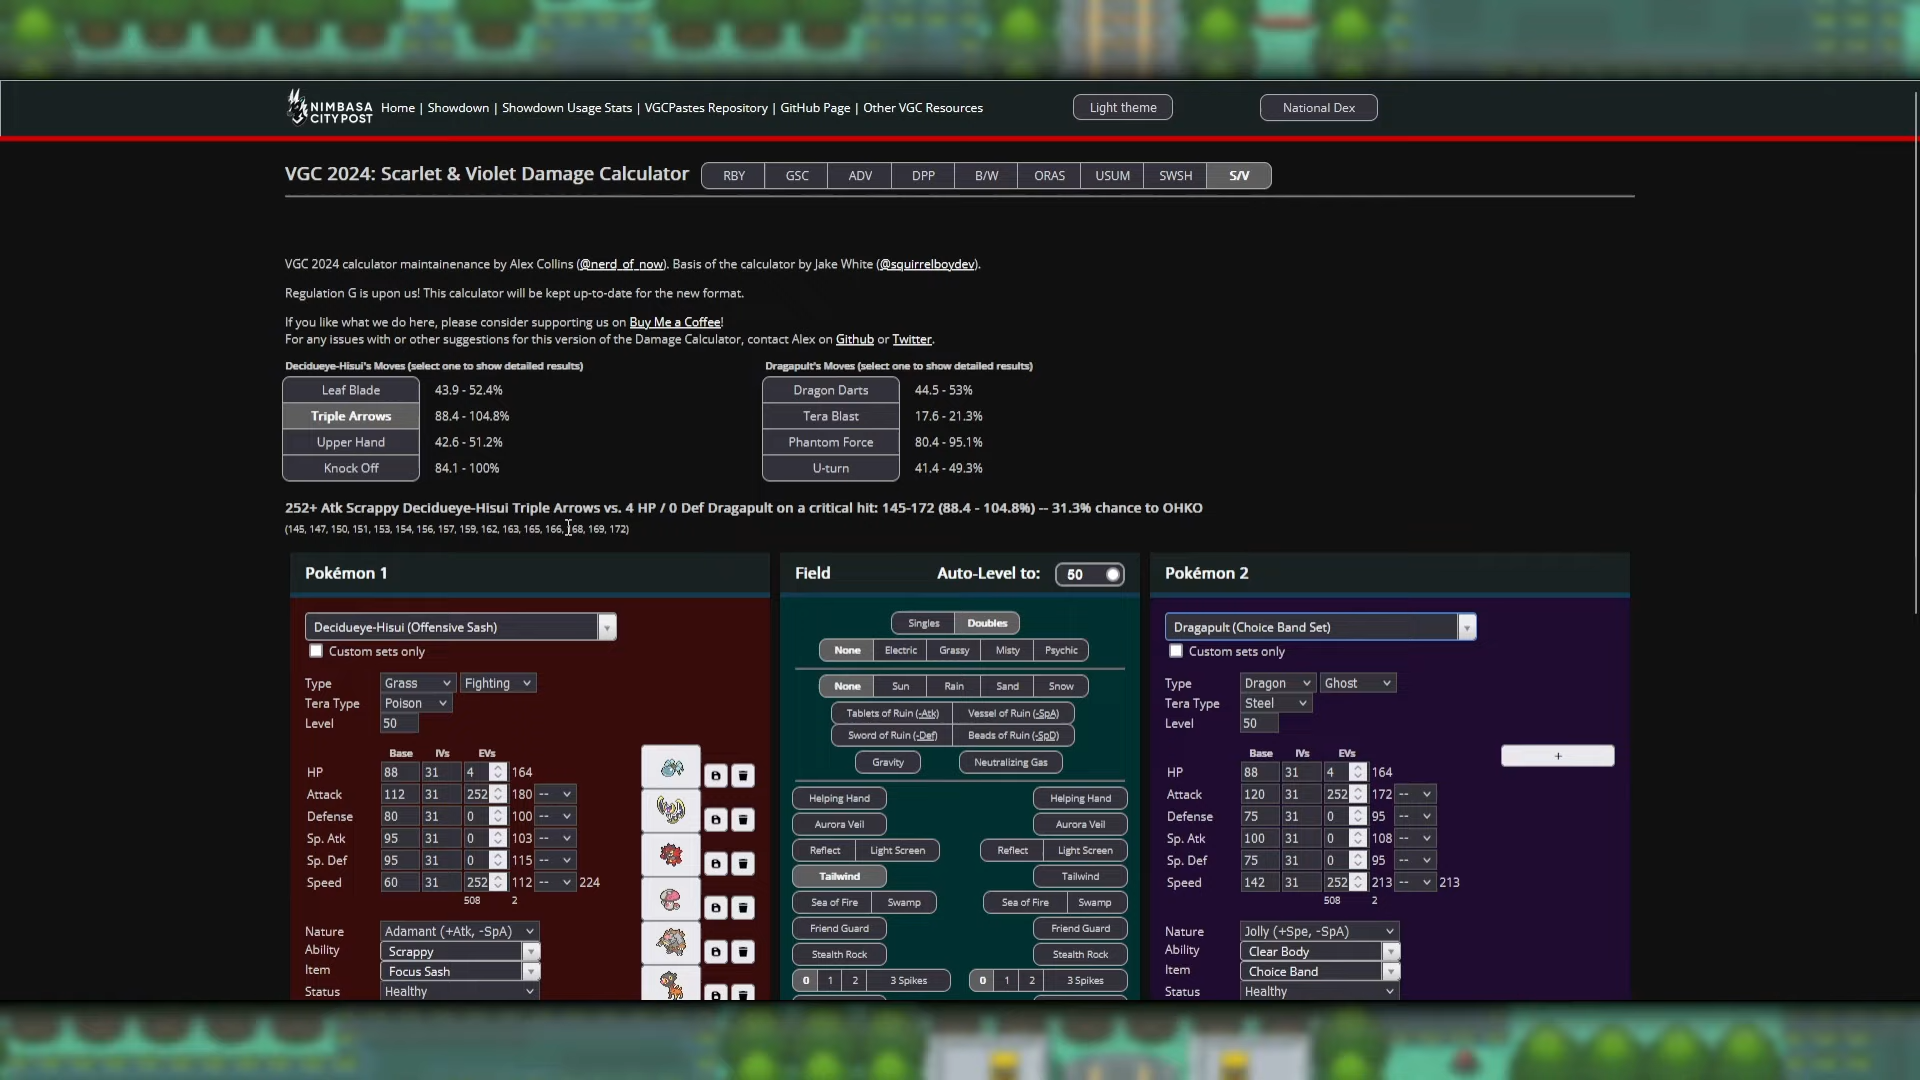 NIMBASA
CITYPOST
Home | Showdown | Showdown Usage Stats | VGCPastes Repository | GitHub Page | Other VGC Resources
Light theme
National Dex
VGC 2024: Scarlet & Violet Damage Calculator
RBY GSC ADV DPP B/W ORAS USUM SWSH S/V
VGC 2024 calculator maintainenance by Alex Collins (@nerd_of_now). Basis of the calculator by Jake White (@squirrelboydev).
Regulation G is upon us! This calculator will be kept up-to-date for the new format.
If you like what we do here, please consider supporting us on Buy Me a Coffee!
For any issues with or other suggestions for this version of the Damage Calculator, contact Alex on Github or Twitter.
Decidueye-Hisui's Moves (select one to show detailed results)
Leaf Blade 43.9 - 52.4%
Triple Arrows 88.4 - 104.8%
Upper Hand 42.6 - 51.2%
Knock Off 84.1 - 100%
Dragapult's Moves (select one to show detailed results)
Dragon Darts 44.5 - 53%
Tera Blast 17.6 - 21.3%
Phantom Force 80.4 - 95.1%
U-turn 41.4 - 49.3%
252+ Atk Scrappy Decidueye-Hisui Triple Arrows vs. 4 HP / 0 Def Dragapult on a critical hit: 145-172 (88.4 - 104.8%) -- 31.3% chance to OHKO
(145, 147, 150, 151, 153, 154, 156, 157, 159, 162, 163, 165, 166, 168, 169, 172)
Pokémon 1
Decidueye-Hisui (Offensive Sash)
Custom sets only
Type Grass Fighting
Tera Type Poison
Level 50
Base IVs EVs
HP 88 31 4 164
Attack 112 31 252 180 --
Defense 80 31 0 100 --
Sp. Atk 95 31 0 103 --
Sp. Def 95 31 0 115 --
Speed 60 31 252 112 -- 224
508 2
Nature Adamant (+Atk, -SpA)
Ability Scrappy
Item Focus Sash
Status Healthy
Field
Auto-Level to: 50
Singles Doubles
None Electric Grassy Misty Psychic
None Sun Rain Sand Snow
Tablets of Ruin (-Atk) Vessel of Ruin (-SpA)
Sword of Ruin (-Def) Beads of Ruin (-SpD)
Gravity Neutralizing Gas
Helping Hand Helping Hand
Aurora Veil Aurora Veil
Reflect Light Screen Reflect Light Screen
Tailwind Tailwind
Sea of Fire Swamp Sea of Fire Swamp
Friend Guard Friend Guard
Stealth Rock Stealth Rock
0 1 2 3 Spikes 0 1 2 3 Spikes
Pokémon 2
Dragapult (Choice Band Set)
Custom sets only
Type Dragon Ghost
Tera Type Steel
Level 50
Base IVs EVs
HP 88 31 4 164
Attack 120 31 252 172 --
Defense 75 31 0 95 --
Sp. Atk 100 31 0 108 --
Sp. Def 75 31 0 95 --
Speed 142 31 252 213 -- 213
508 2
Nature Jolly (+Spe, -SpA)
Ability Clear Body
Item Choice Band
Status Healthy
+